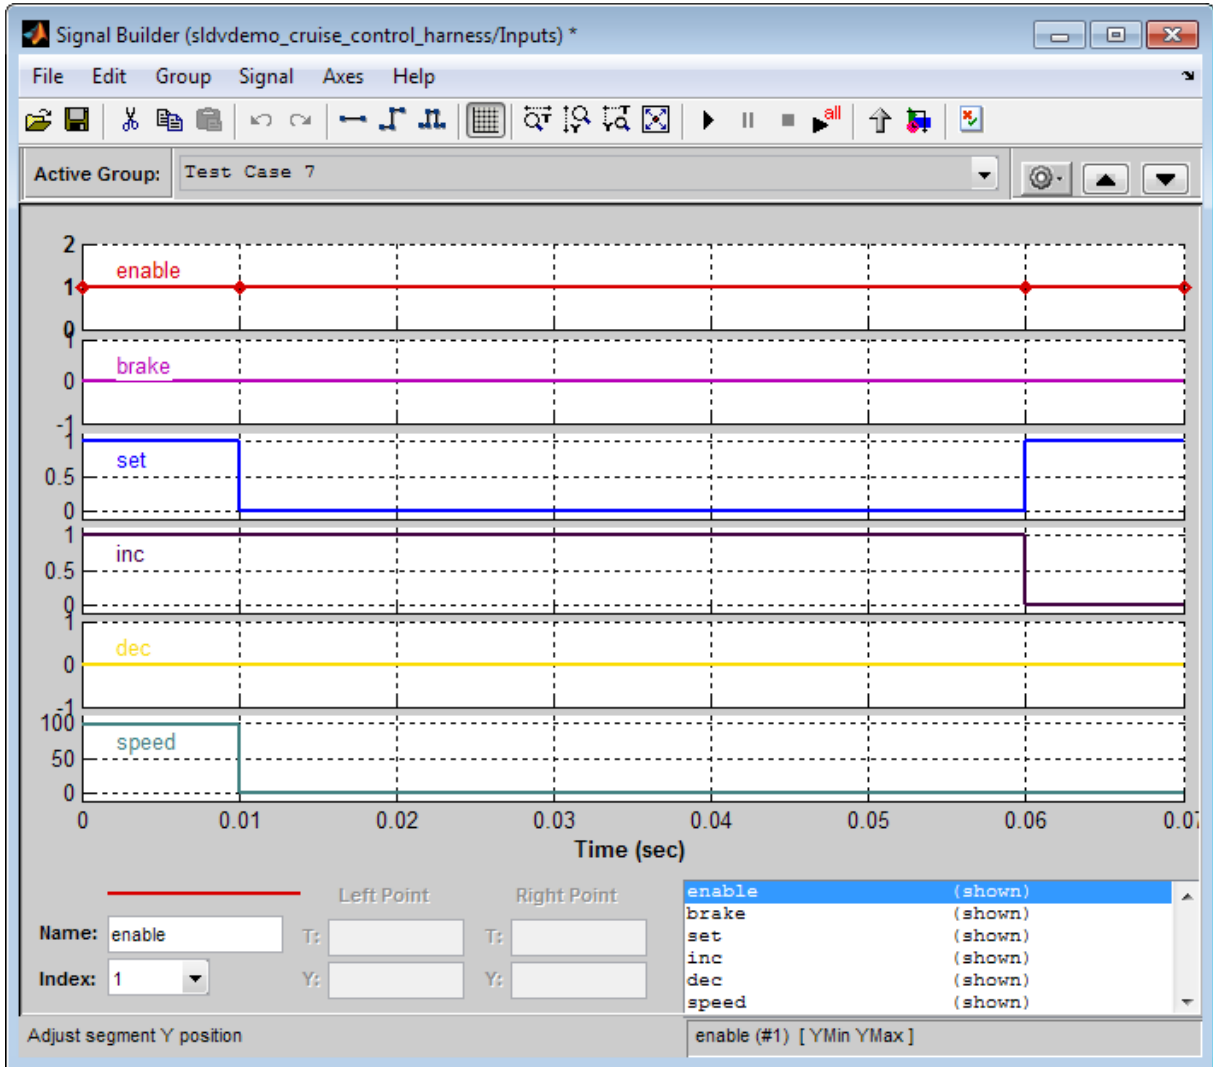 Signal Builder (sldvdemo_cruise_control_harness/Inputs) *
File Edit Group Signal Axes Help
all
Active Group: Test Case 7
2
enable
1
0
1
brake
0
-1
1
set
0.5
0
1
inc
0.5
0
1
dec
0
-1
100
speed
50
0
0 0.01 0.02 0.03 0.04 0.05 0.06 0.07
Time (sec)
Left Point Right Point
Name: enable T: T:
Index: 1 Y: Y:
enable (shown)
brake (shown)
set (shown)
inc (shown)
dec (shown)
speed (shown)
Adjust segment Y position
enable (#1) [ YMin YMax ]